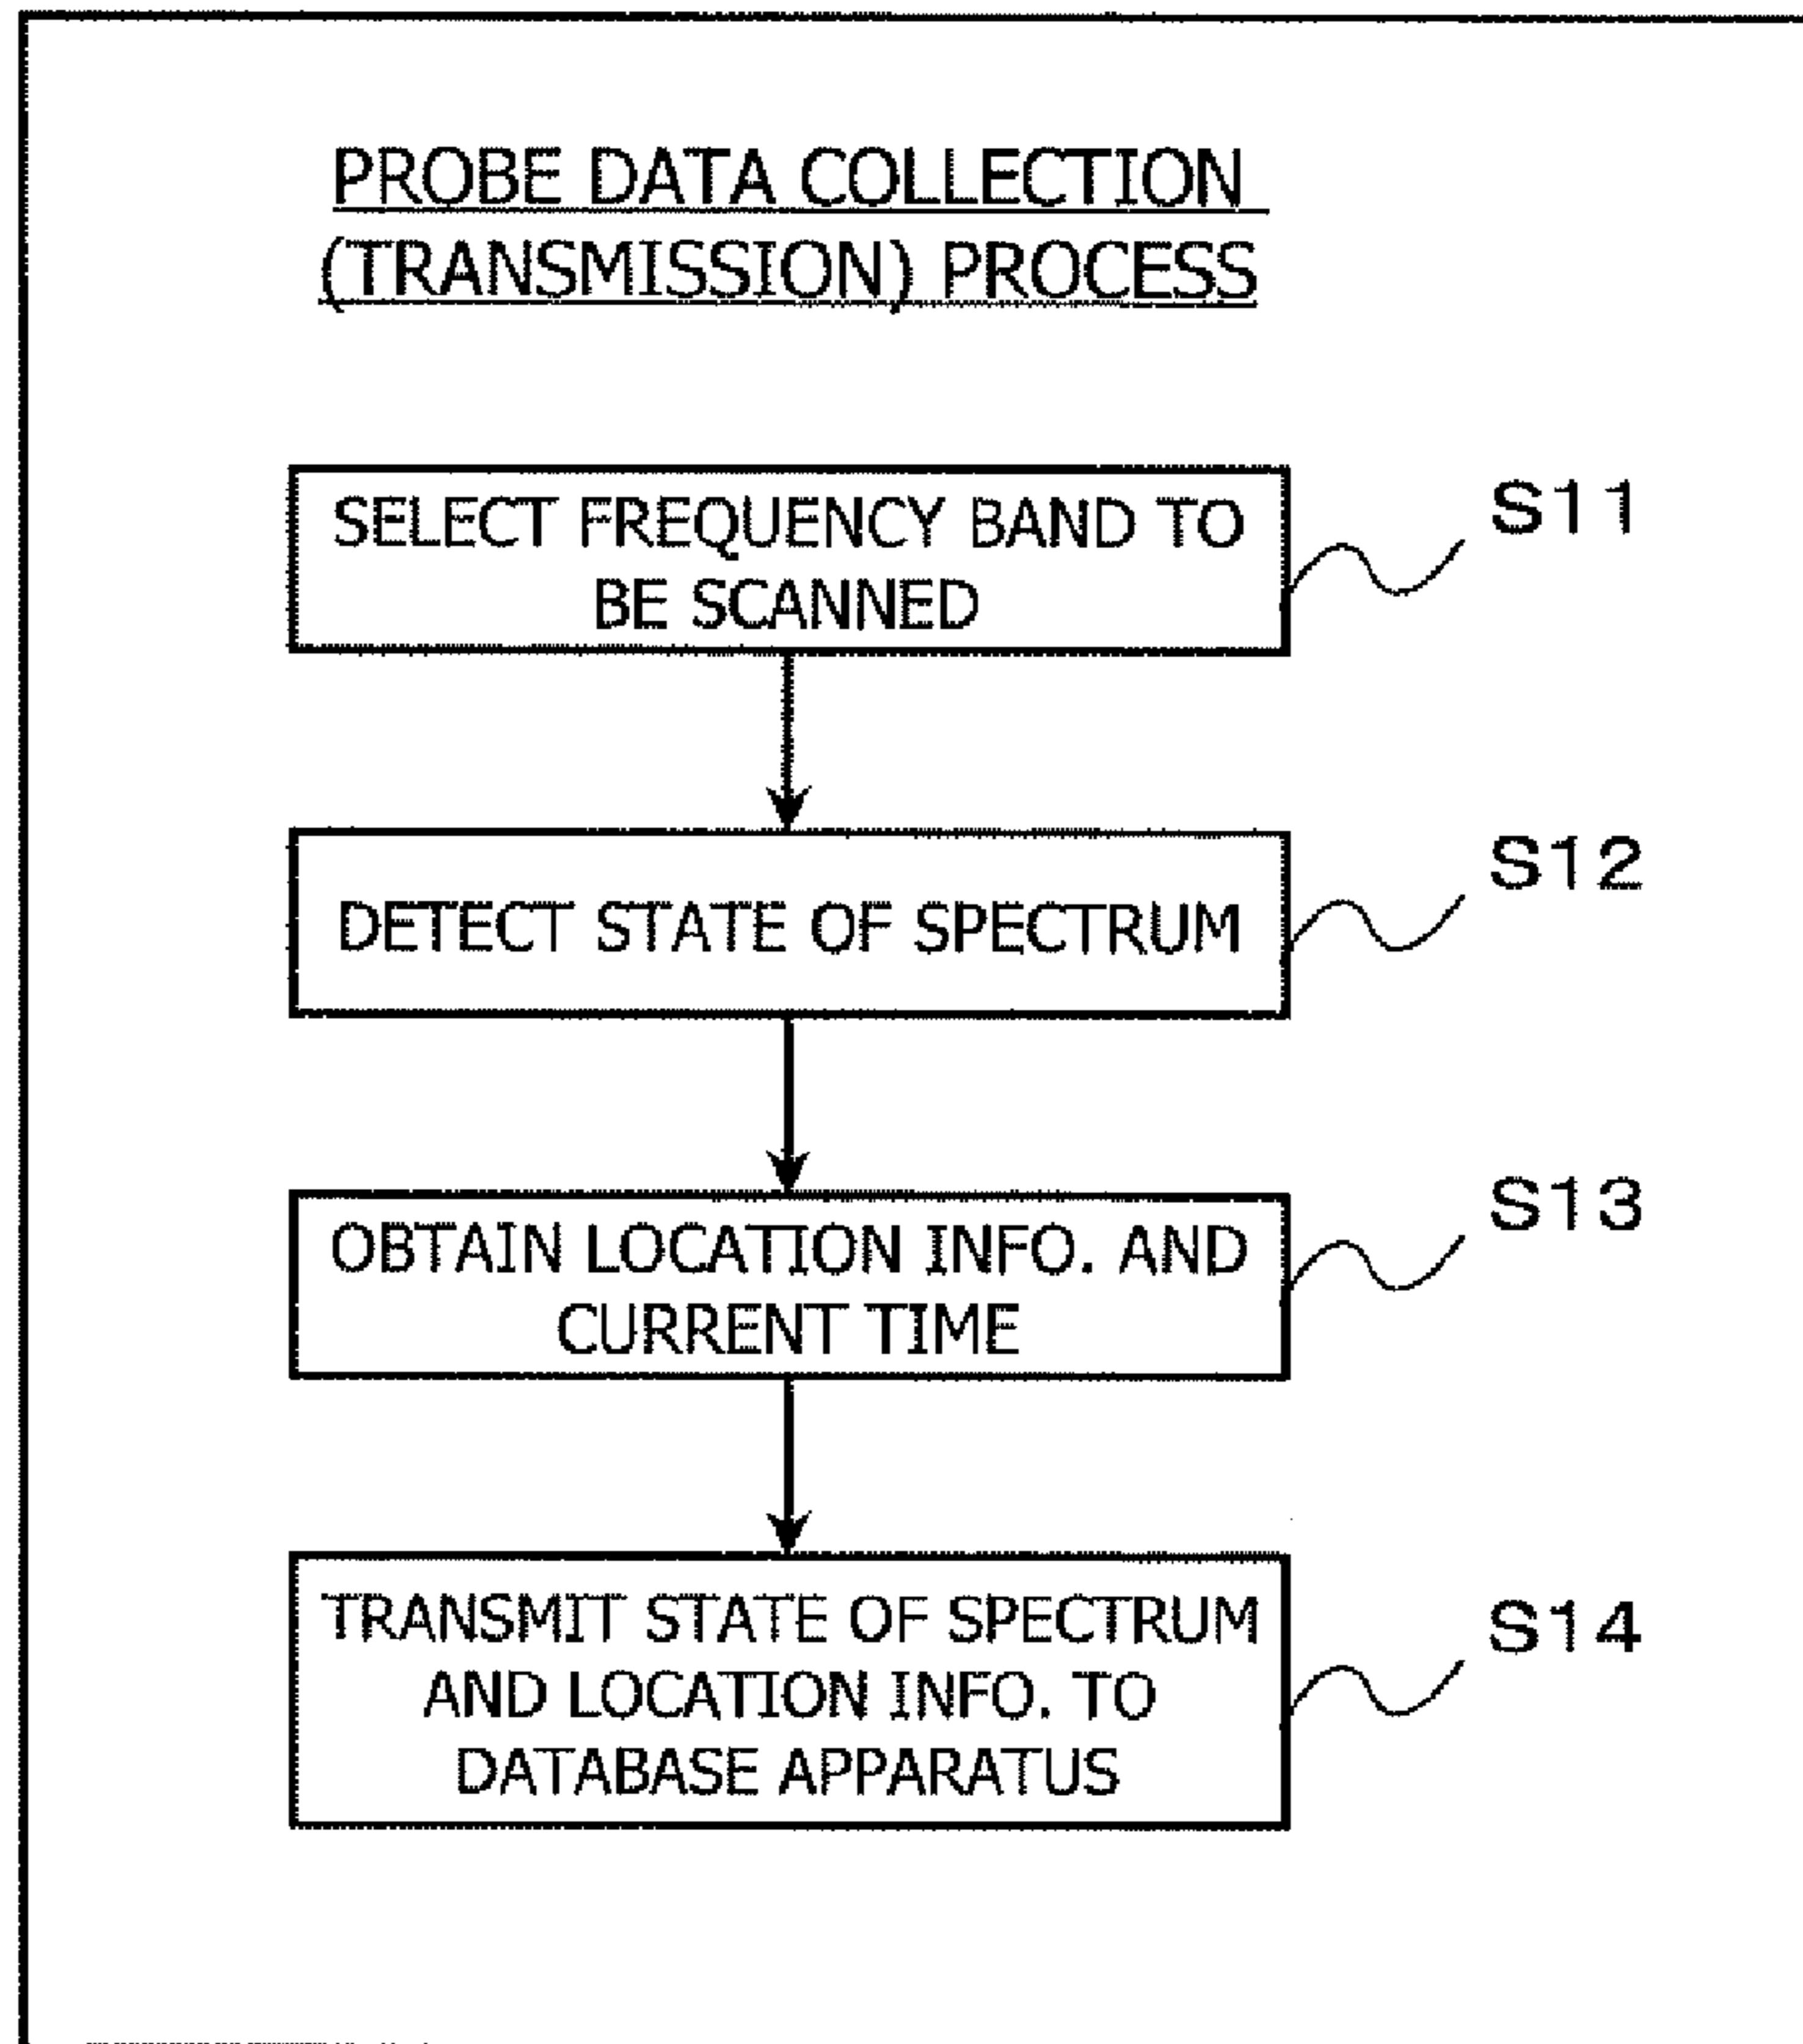 PROBE DATA COLLECTION
(TRANSMISSION) PROCESS
SELECT FREQUENCY BAND TO
BE SCANNED
S11
DETECT STATE OF SPECTRUM
S12
OBTAIN LOCATION INFO. AND
CURRENT TIME
S13
TRANSMIT STATE OF SPECTRUM
AND LOCATION INFO. TO
DATABASE APPARATUS
S14